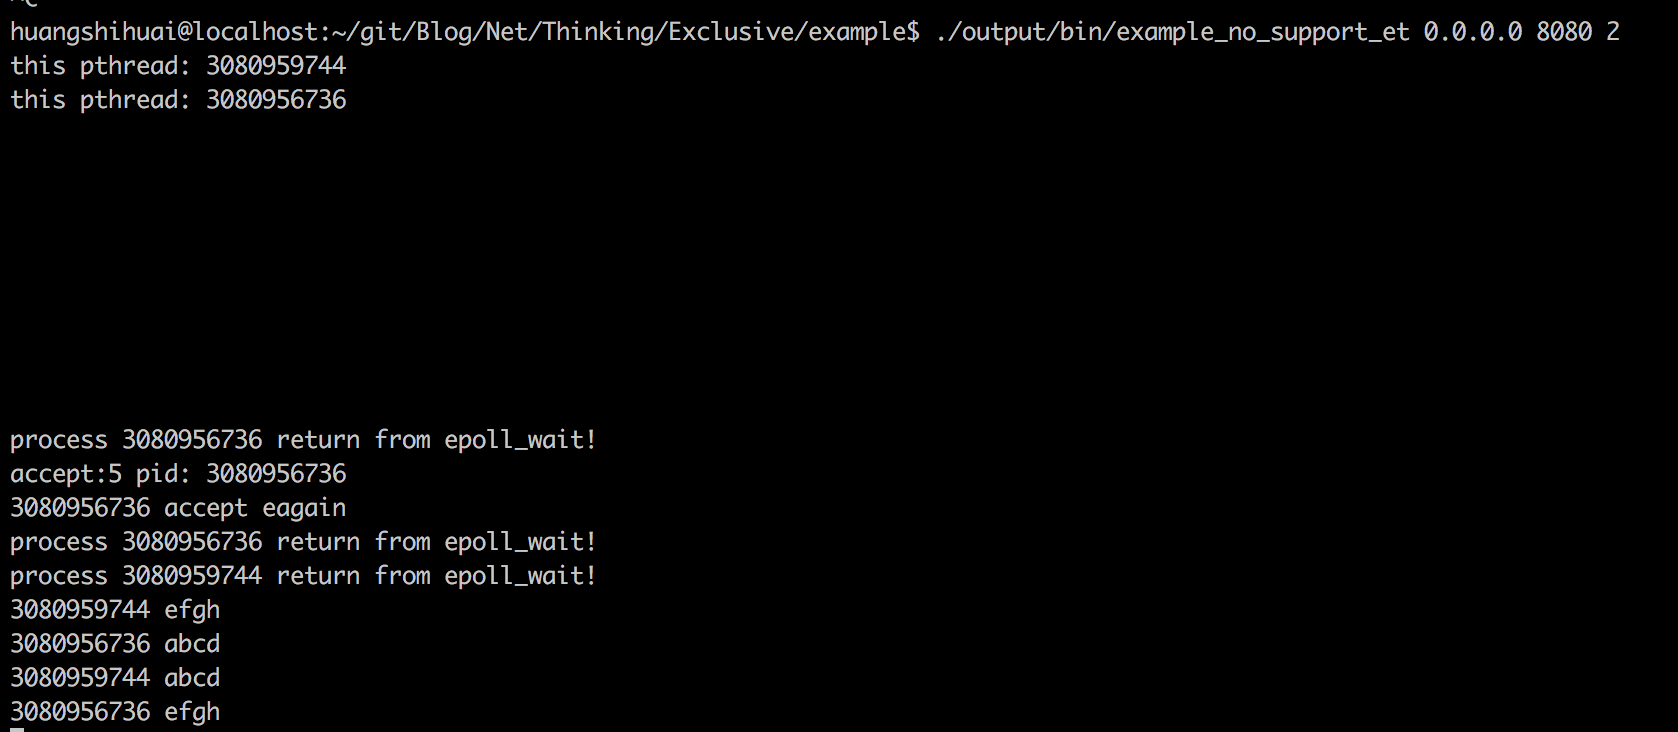 ^C
huangshihuai@localhost:~/git/Blog/Net/Thinking/Exclusive/example$ ./output/bin/example_no_support_et 0.0.0.0 8080 2
this pthread: 3080959744
this pthread: 3080956736
process 3080956736 return from epoll_wait!
accept:5 pid: 3080956736
3080956736 accept eagain
process 3080956736 return from epoll_wait!
process 3080959744 return from epoll_wait!
3080959744 efgh
3080956736 abcd
3080959744 abcd
3080956736 efgh